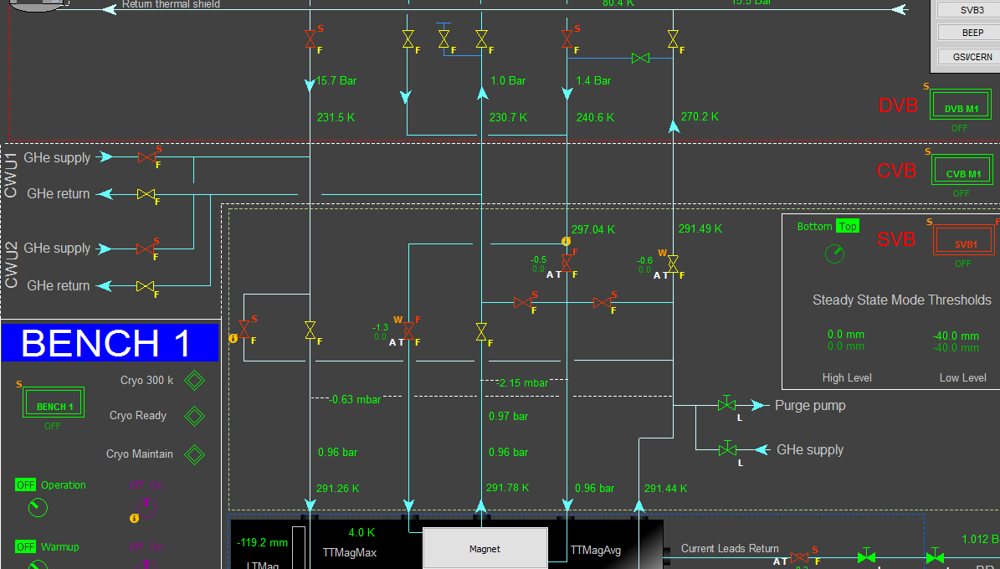 Return thermal shield
80.4 K
15.5 Bar
SVB3
BEEP
GSI/CERN
S
F
F
F
F
S
F
F
15.7 Bar
1.0 Bar
1.4 Bar
S
DVB
DVB M1
OFF
231.5 K
230.7 K
240.6 K
270.2 K
CWU1
GHe supply
S
F
GHe return
F
S
CVB
CVB M1
OFF
CWU2
GHe supply
S
F
GHe return
F
297.04 K
291.49 K
-0.5
0.0
A T
F
F
W
-0.6
0.0
A T
F
Bottom
Top
SVB
S
F
SVB1
OFF
Steady State Mode Thresholds
0.0 mm
0.0 mm
-40.0 mm
-40.0 mm
High Level
Low Level
S
F
S
F
S
F
F
W
F
-1.3
0.0
A T
F
F
BENCH 1
S
BENCH 1
OFF
Cryo 300 k
Cryo Ready
Cryo Maintain
-0.63 mbar
-2.15 mbar
0.97 bar
0.96 bar
0.96 bar
0.96 bar
291.26 K
291.78 K
291.44 K
L
Purge pump
L
GHe supply
OFF
Operation
OFF
Warmup
-119.2 mm
LTMag
4.0 K
TTMagMax
Magnet
TTMagAvg
Current Leads Return
A T
S
F
1.012 B